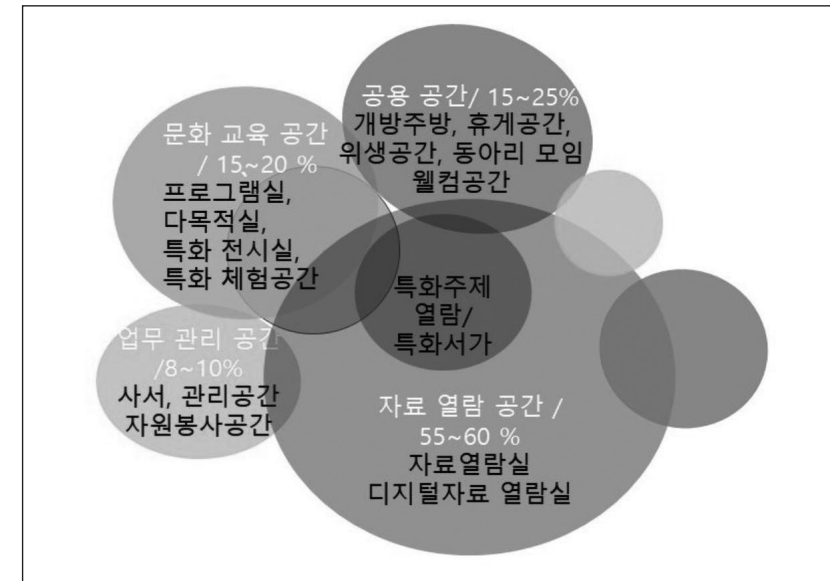 공용 공간/ 15~25%
개방주방, 휴게공간,
위생공간, 동아리 모임
웰컴공간
문화 교육 공간
/ 15~20 %
프로그램실,
다목적실,
특화 전시실,
특화 체험공간
특화주제
열람/
특화서가
업무 관리 공간
/8~10%
사서, 관리공간
자원봉사공간
자료 열람 공간 /
55~60 %
자료열람실
디지털자료 열람실